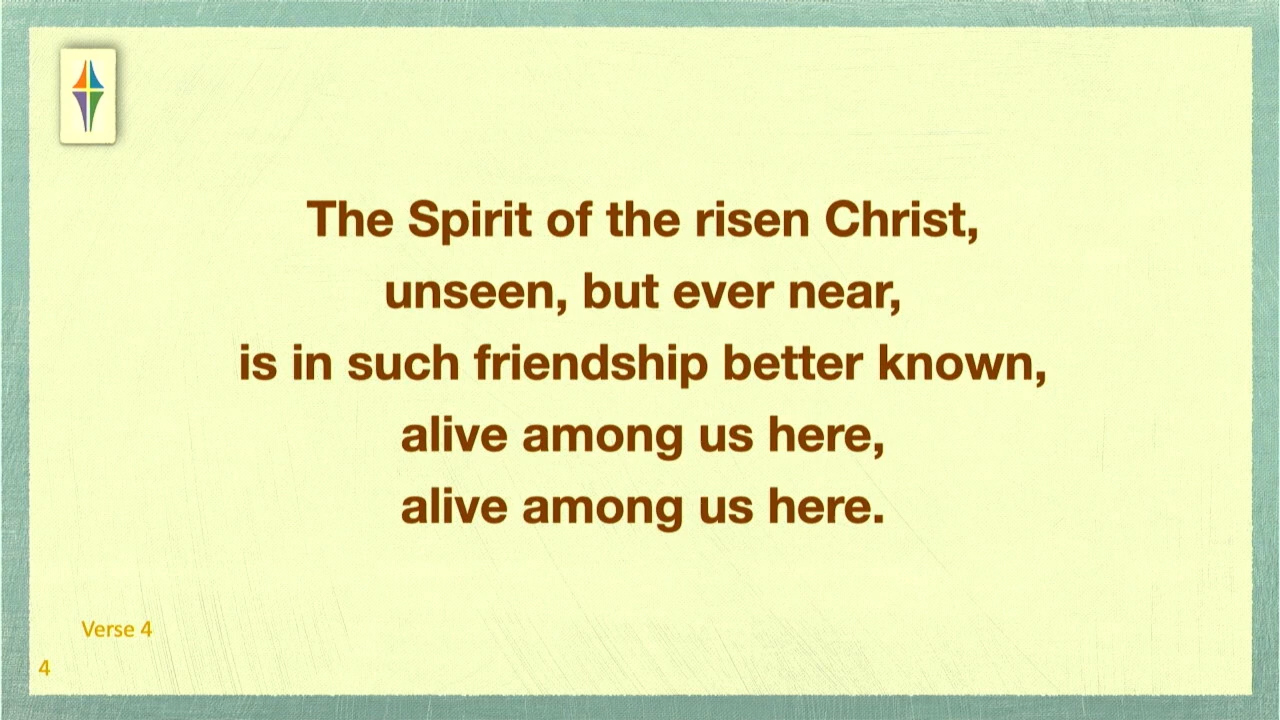 The Spirit of the risen Christ,
unseen, but ever near,
is in such friendship better known,
alive among us here,
alive among us here.
Verse 4
4